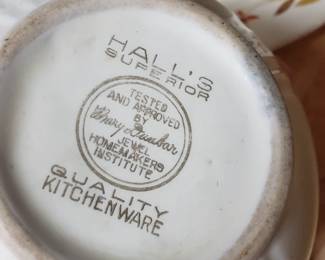 HALL'S
SUPERIOR
TESTED
AND APPROVED
BY
Mary Dunbar
JEWEL
HOMEMAKERS
INSTITUTE
QUALITY
KITCHENWARE